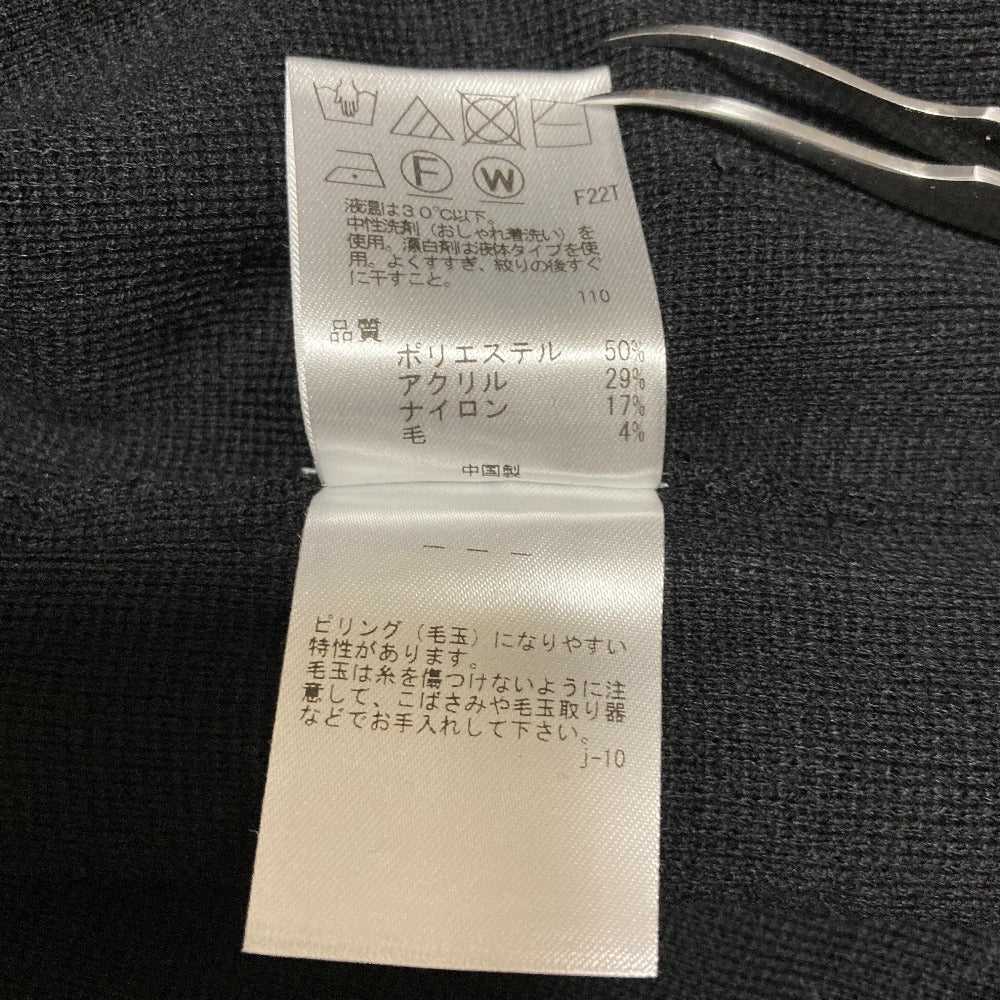 F W F22T
液温は30℃以下。
中性洗剤(おしゃれ着洗い)を
使用。漂白剤は液体タイプを使
用。よくすすぎ、絞りの後すぐ
に干すこと。
110
品質
ポリエステル 50%
アクリル 29%
ナイロン 17%
毛 4%
中国製
ピリング(毛玉)になりやすい
特性があります。
毛玉は糸を傷つけないように注
意して、こばさみや毛玉取り器
などでお手入れして下さい。
j-10